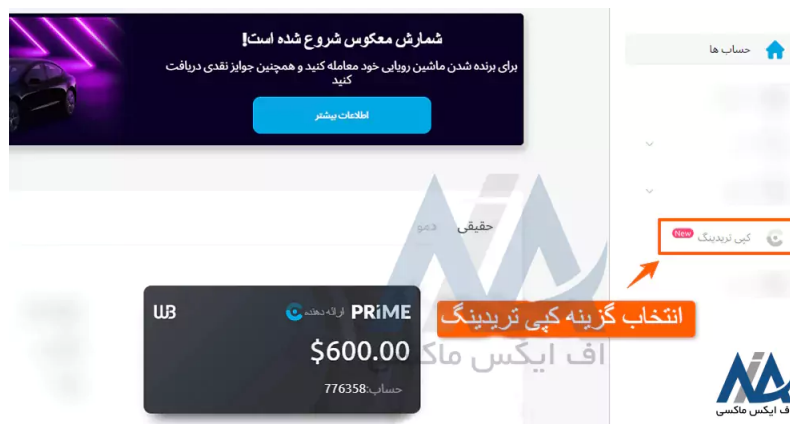 شمارش معکوس شروع شده است!
برای برنده شدن ماشین رویایی خود معامله کنید و همچنین جوایز نقدی دریافت
کنید
اطلاعات بیشتر
حساب ها
حقیقی دمو
کپی تریدینگ New
انتخاب گزینه کپی تریدینگ
PRiME ارائه دهنده
WB
$600.00
حساب:776358
اف ایکس ماکسی
اف ایکس ماکسی